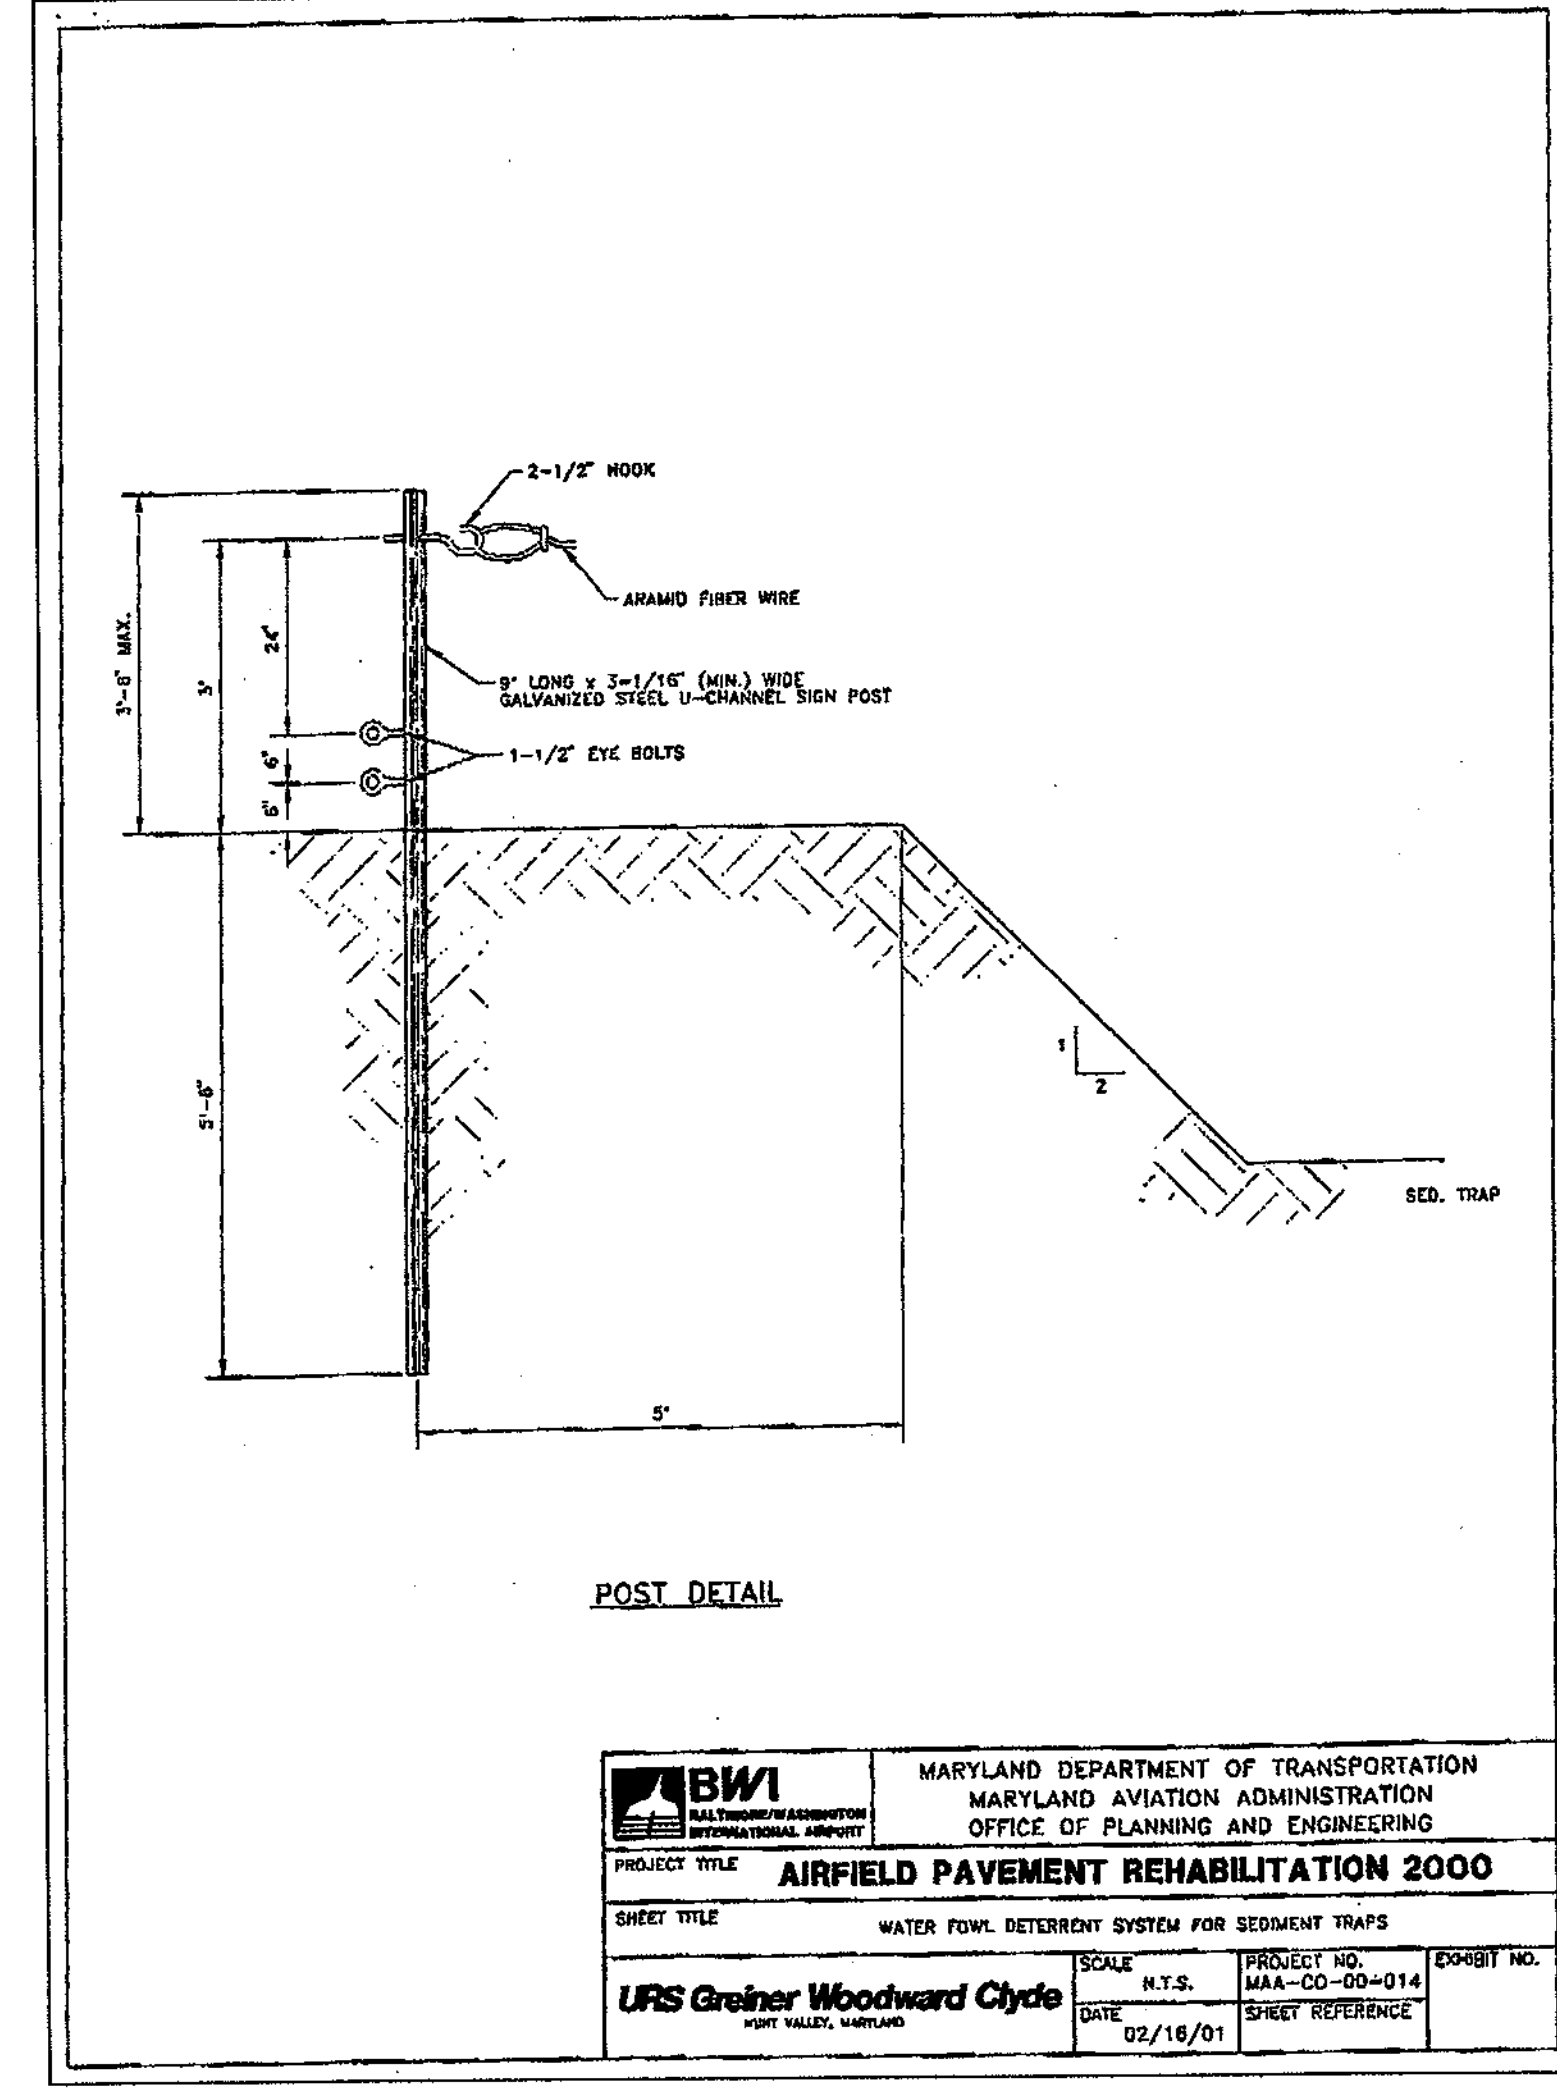 2-1/2" HOOK
ARAMID FIBER WIRE
3'-6" MAX.
3'
24"
9' LONG x 3-1/16" (MIN.) WIDE
GALVANIZED STEEL U-CHANNEL SIGN POST
1-1/2" EYE BOLTS
6"
6"
1
2
5'-6"
SED. TRAP
5'
POST DETAIL
BWI
BALTIMORE/WASHINGTON
INTERNATIONAL AIRPORT
MARYLAND DEPARTMENT OF TRANSPORTATION
MARYLAND AVIATION ADMINISTRATION
OFFICE OF PLANNING AND ENGINEERING
PROJECT TITLE
AIRFIELD PAVEMENT REHABILITATION 2000
SHEET TITLE
WATER FOWL DETERRENT SYSTEM FOR SEDIMENT TRAPS
URS Greiner Woodward Clyde
HUNT VALLEY, MARYLAND
SCALE
N.T.S.
PROJECT NO.
MAA-CO-00-014
EXHIBIT NO.
DATE
02/16/01
SHEET REFERENCE